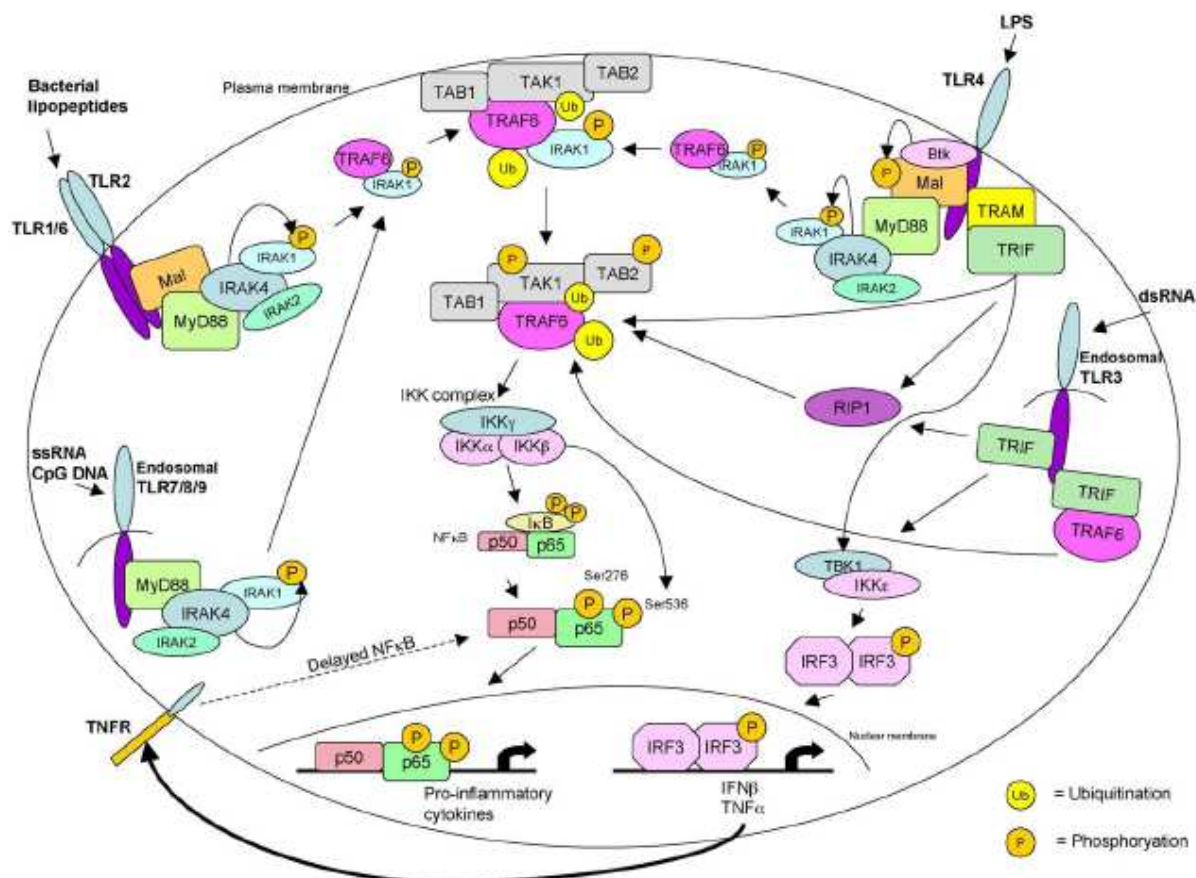 LPS
Bacterial
lipopeptides
Plasma membrane
TAB1
TAK1
TAB2
Ub
TRAF6
P
IRAK1
Ub
TLR4
TLR2
TLR1/6
TRAF6
P
IRAK1
TRAF6
P
IRAK1
Btk
P
Mal
TRAM
MyD88
TRIF
P
IRAK1
IRAK4
IRAK2
P
IRAK1
Mal
IRAK4
IRAK2
MyD88
P
P
TAK1
TAB2
TAB1
Ub
TRAF6
Ub
dsRNA
Endosomal
TLR3
IKK complex
IKKγ
IKKα
IKKβ
RIP1
TRIF
TRIF
TRAF6
ssRNA
CpG DNA
Endosomal
TLR7/8/9
P
P
IκB
NFκB
p50
p65
MyD88
P
IRAK1
IRAK4
IRAK2
TBK1
IKKε
Ser276
Ser536
P
P
p50
p65
P
IRF3
IRF3
Delayed NFκB
TNFR
P
P
p50
p65
P
IRF3
IRF3
Nuclear membrane
Pro-inflammatory
cytokines
IFNβ
TNFα
Ub = Ubiquitination
P = Phosphoryation